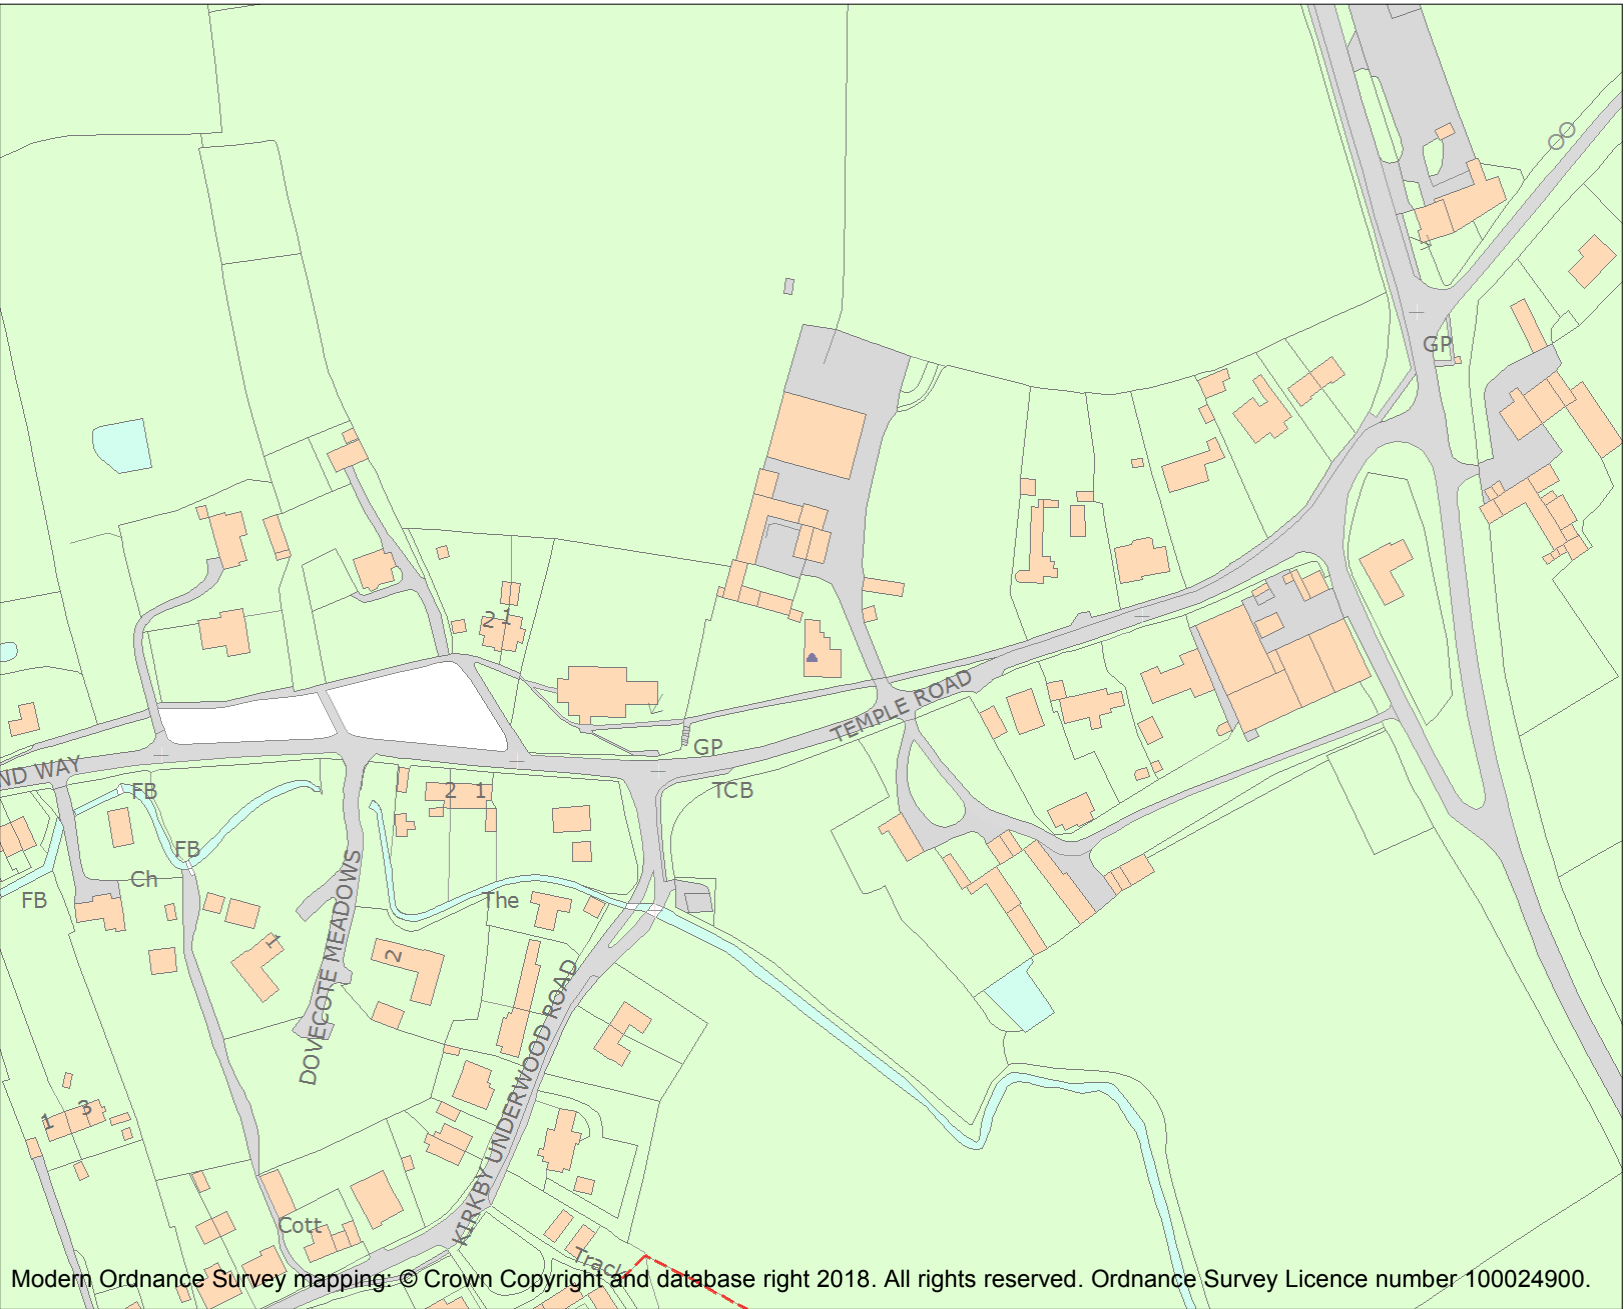 GP
2 1
TEMPLE ROAD
GP
ND WAY
TCB
FB
2 1
FB
Ch
FB
The
1
2
DOVECOTE MEADOWS
KIRKBY UNDERWOOD ROAD
1 3
Cott
Track
Modern Ordnance Survey mapping: © Crown Copyright and database right 2018. All rights reserved. Ordnance Survey Licence number 100024900.